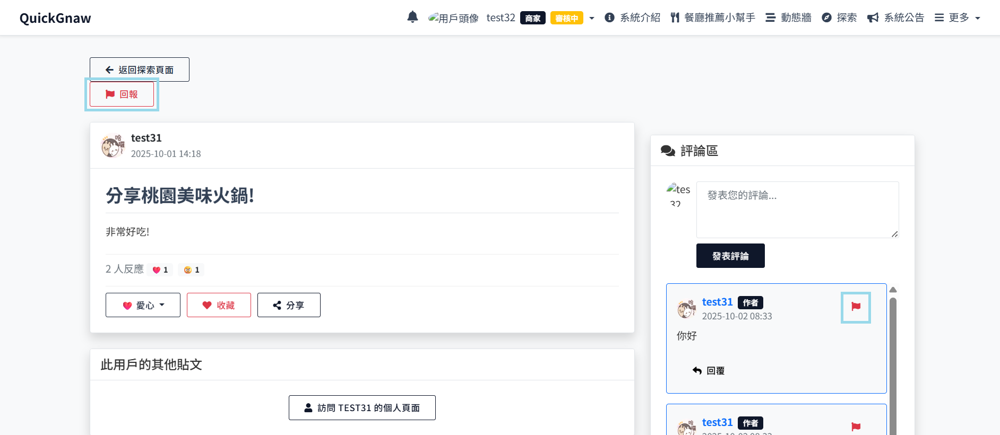 QuickGnaw
用戶頭像 test32 商家 審核中 系統介紹 餐廳推薦小幫手 動態牆 探索 系統公告 更多
返回探索頁面
回報
test31
2025-10-01 14:18
分享桃園美味火鍋!
非常好吃!
2 人反應 1 1
愛心 收藏 分享
此用戶的其他貼文
訪問 TEST31 的個人頁面
評論區
tes
32
發表您的評論...
發表評論
test31 作者
2025-10-02 08:33
你好
回覆
test31 作者
2025-10-02 08:33